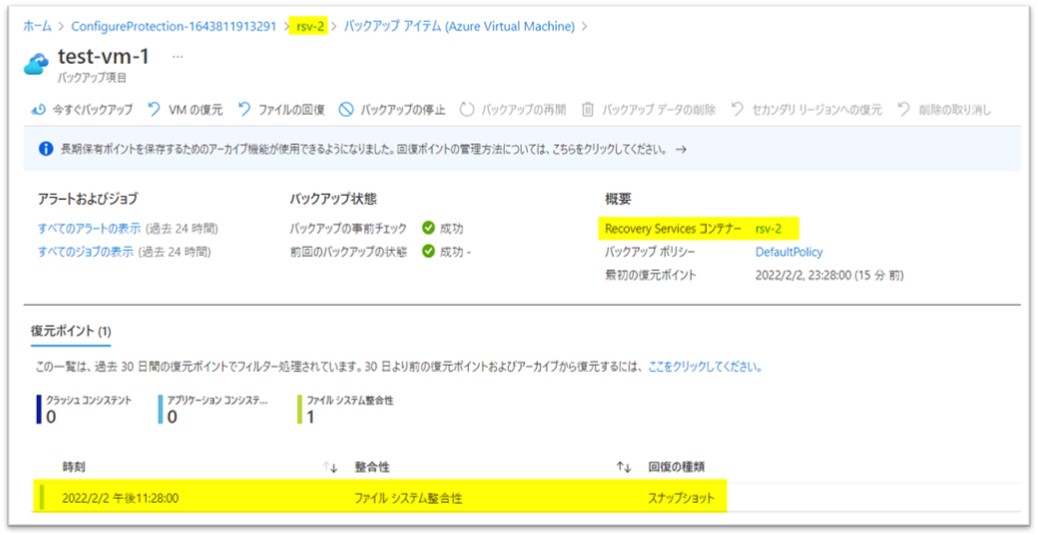 ホーム > ConfigureProtection-1643811913291 > rsv-2 > バックアップ アイテム (Azure Virtual Machine) >
test-vm-1 ...
バックアップ項目
今すぐバックアップ VM の復元 ファイルの回復 バックアップの停止 バックアップの再開 バックアップ データの削除 セカンダリ リージョンへの復元 削除の取り消し
長期保有ポイントを保存するためのアーカイブ機能が使用できるようになりました。回復ポイントの管理方法については、こちらをクリックしてください。 →
アラートおよびジョブ
すべてのアラートの表示 (過去 24 時間)
すべてのジョブの表示 (過去 24 時間)
バックアップ状態
バックアップの事前チェック 成功
前回のバックアップの状態 成功 -
概要
Recovery Services コンテナー rsv-2
バックアップ ポリシー DefaultPolicy
最初の復元ポイント 2022/2/2, 23:28:00 (15 分 前)
復元ポイント (1)
この一覧は、過去 30 日間の復元ポイントでフィルター処理されています。30 日より前の復元ポイントおよびアーカイブから復元するには、ここをクリックしてください。
クラッシュ コンシステント
0
アプリケーション コンシステ...
0
ファイル システム整合性
1
時刻 ↑↓ 整合性 ↑↓ 回復の種類
2022/2/2 午後11:28:00 ファイル システム整合性 スナップショット